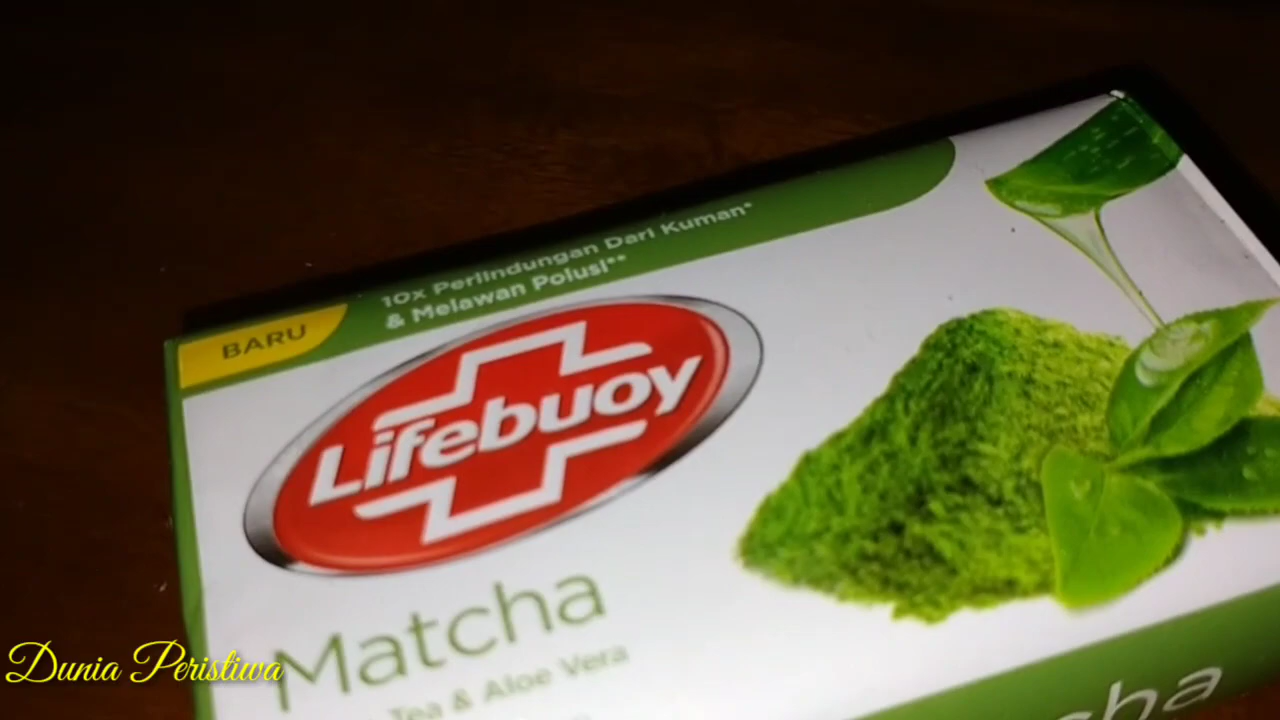 BARU
10x Perlindungan Dari Kuman*
& Melawan Polusi**
Lifebuoy
Matcha
Tea & Aloe Vera
cha
Dunia Peristiwa